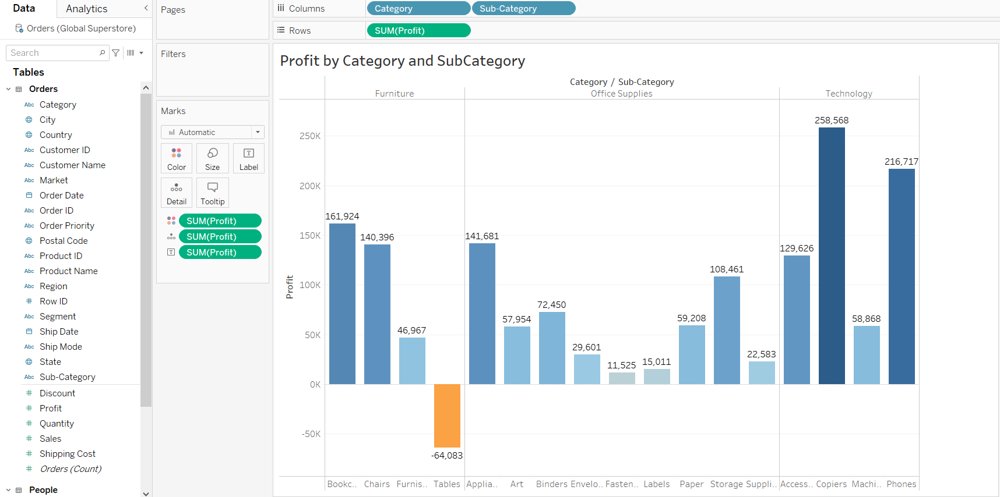 Data
Analytics
Orders (Global Superstore)
Search
Tables
Orders
Abc Category
City
Country
Abc Customer ID
Abc Customer Name
Abc Market
Order Date
Abc Order ID
Abc Order Priority
Postal Code
Abc Product ID
Abc Product Name
Abc Region
# Row ID
Abc Segment
Ship Date
Abc Ship Mode
State
Abc Sub-Category
# Discount
# Profit
# Quantity
# Sales
# Shipping Cost
# Orders (Count)
People
Pages
Filters
Marks
Automatic
Color Size T Label
Detail Tooltip
SUM(Profit)
SUM(Profit)
T SUM(Profit)
Columns Category Sub-Category
Rows SUM(Profit)
Profit by Category and SubCategory
Category / Sub-Category
Furniture Office Supplies Technology
Profit
250K
200K
150K
100K
50K
0K
-50K
161,924
140,396
46,967
-64,083
141,681
57,954
72,450
29,601
11,525
15,011
59,208
108,461
22,583
129,626
258,568
58,868
216,717
Bookc.. Chairs Furnis.. Tables Applia.. Art Binders Envelo.. Fasten.. Labels Paper Storage Suppli.. Access.. Copiers Machi.. Phones